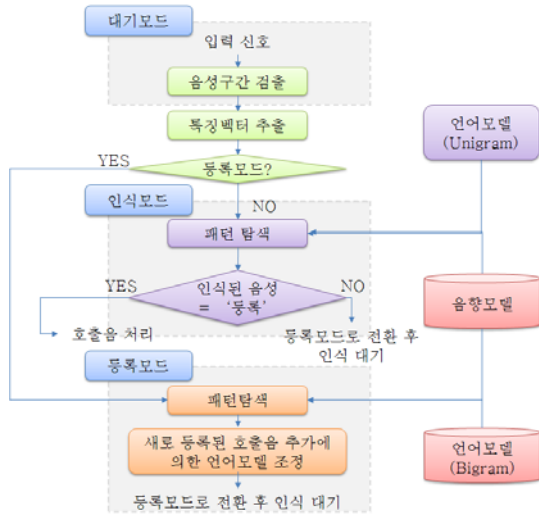 대기모드
입력 신호
음성구간 검출
특징벡터 추출
YES
등록모드?
언어모델
(Unigram)
인식모드
NO
패턴 탐색
YES
인식된 음성
= ‘등록’
NO
음향모델
호출음 처리
등록모드로 전환 후
인식 대기
등록모드
패턴탐색
새로 등록된 호출음 추가에
의한 언어모델 조정
언어모델
(Bigram)
등록모드로 전환 후 인식 대기